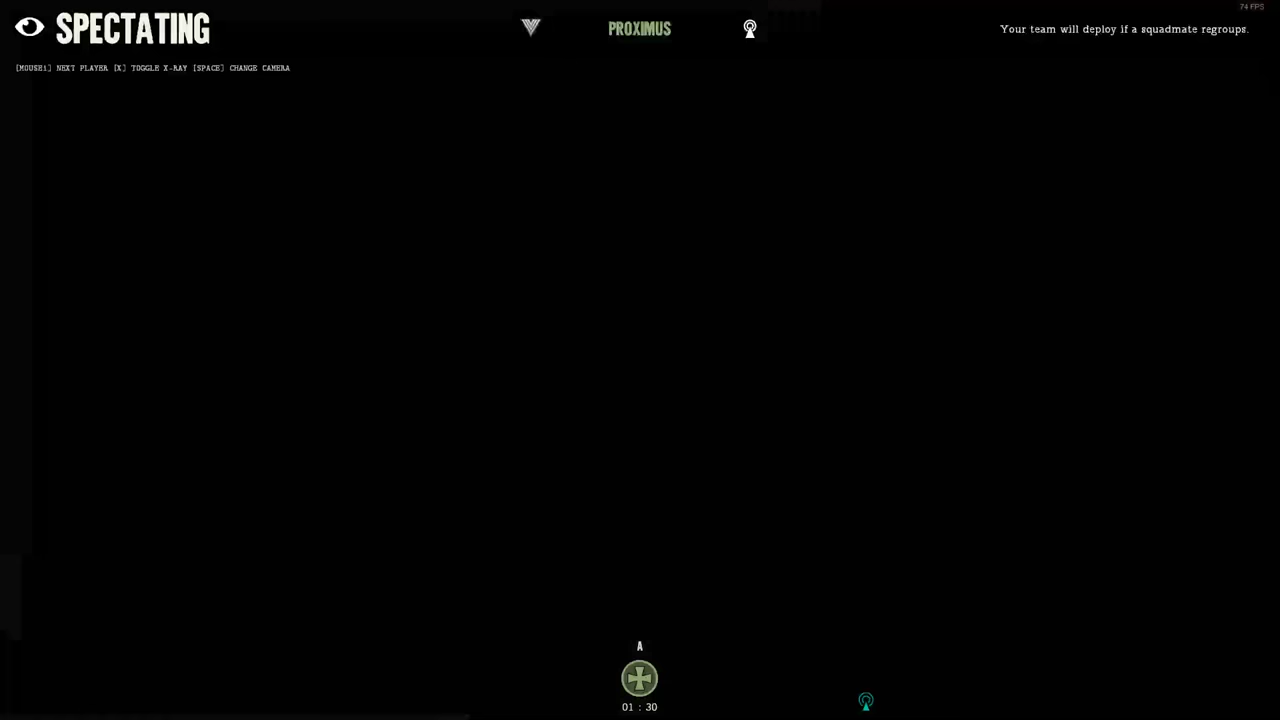 74 FPS
SPECTATING
PROXIMUS
Your team will deploy if a squadmate regroups.
[MOUSE1] NEXT PLAYER [X] TOGGLE X-RAY [SPACE] CHANGE CAMERA
A
01 : 30